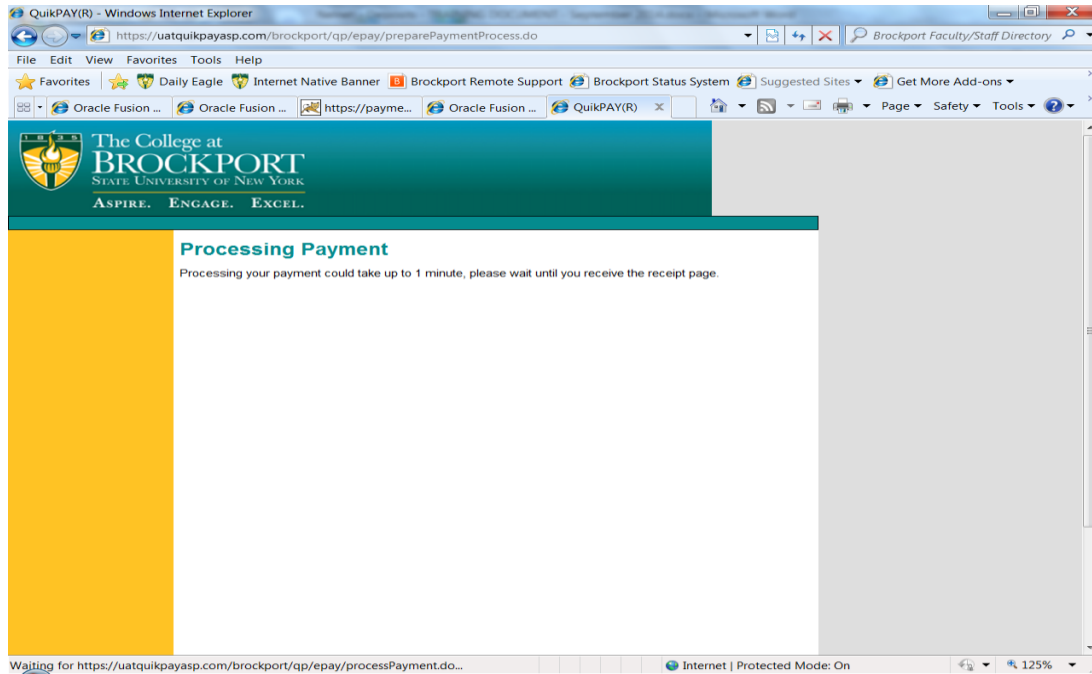 QuikPAY(R) - Windows Internet Explorer
https://uatquikpayasp.com/brockport/qp/epay/preparePaymentProcess.do
Brockport Faculty/Staff Directory
File Edit View Favorites Tools Help
Favorites Daily Eagle Internet Native Banner B Brockport Remote Support Brockport Status System Suggested Sites Get More Add-ons
Oracle Fusion ... Oracle Fusion ... https://payme... Oracle Fusion ... QuikPAY(R) x Page Safety Tools
1835
The College at
BROCKPORT
STATE UNIVERSITY OF NEW YORK
ASPIRE. ENGAGE. EXCEL.
Processing Payment
Processing your payment could take up to 1 minute, please wait until you receive the receipt page.
Waiting for https://uatquikpayasp.com/brockport/qp/epay/processPayment.do... Internet | Protected Mode: On 125%